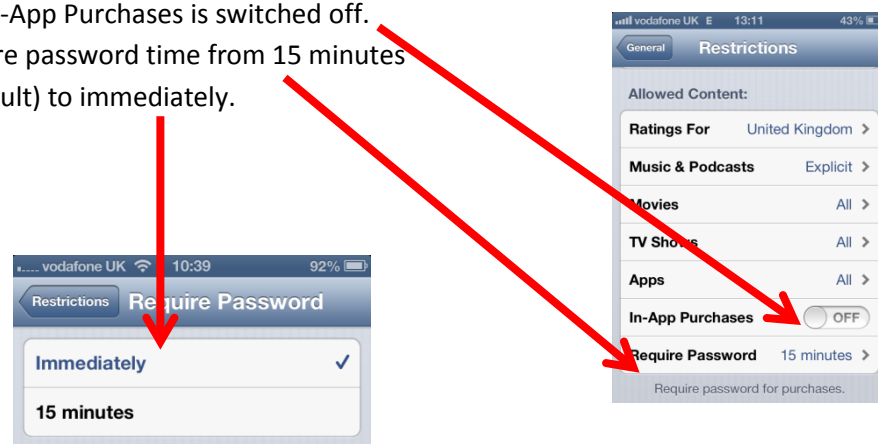 -App Purchases is switched off.
re password time from 15 minutes
ult) to immediately.
vodafone UK E 13:11 43%
General Restrictions
Allowed Content:
Ratings For United Kingdom >
Music & Podcasts Explicit >
Movies All >
TV Shows All >
Apps All >
In-App Purchases OFF
Require Password 15 minutes >
Require password for purchases.
vodafone UK 10:39 92%
Restrictions Require Password
Immediately ✓
15 minutes